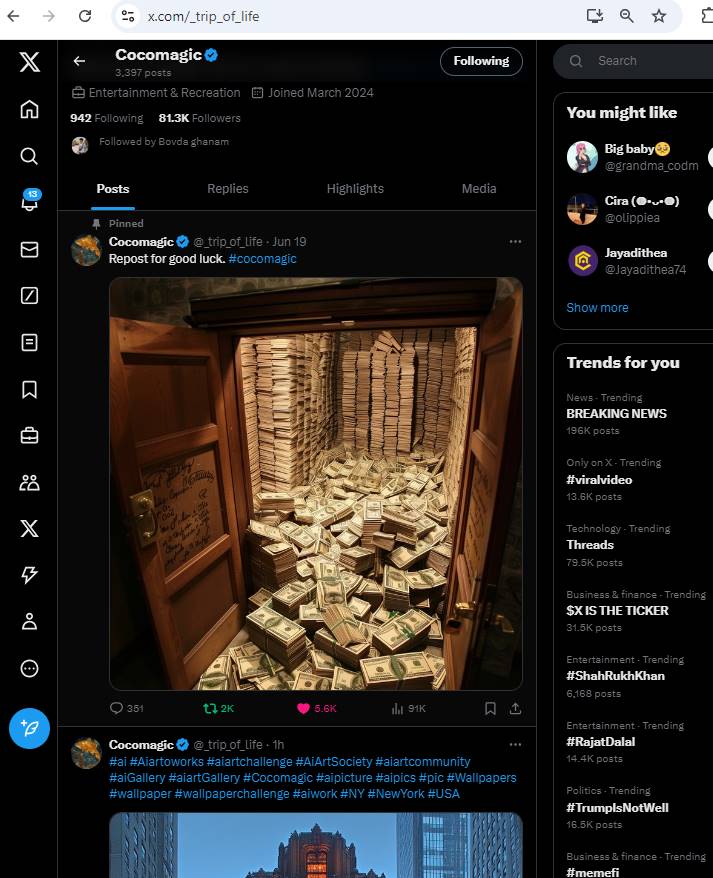 x.com/_trip_of_life
Cocomagic
3,397 posts
Following
Search
Entertainment & Recreation
Joined March 2024
942 Following 81.3K Followers
Followed by Bovda ghanam
Posts Replies Highlights Media
13
Pinned
Cocomagic @_trip_of_life · Jun 19
Repost for good luck. #cocomagic
351 2K 5.6K 91K
Cocomagic @_trip_of_life · 1h
#ai #Aiartoworks #aiartchallenge #AiArtSociety #aiartcommunity
#aiGallery #aiartGallery #Cocomagic #aipicture #aipics #pic #Wallpapers
#wallpaper #wallpaperchallenge #aiwork #NY #NewYork #USA
You might like
Big baby🥺
@grandma_codm
Cira
@olippiea
Jayadithea
@Jayadithea74
Show more
Trends for you
News · Trending
BREAKING NEWS
196K posts
Only on X · Trending
#viralvideo
13.6K posts
Technology · Trending
Threads
79.5K posts
Business & finance · Trending
$X IS THE TICKER
31.5K posts
Entertainment · Trending
#ShahRukhKhan
6,168 posts
Entertainment · Trending
#RajatDalal
14.4K posts
Politics · Trending
#TrumpIsNotWell
16.5K posts
Business & finance · Trending
#memefi